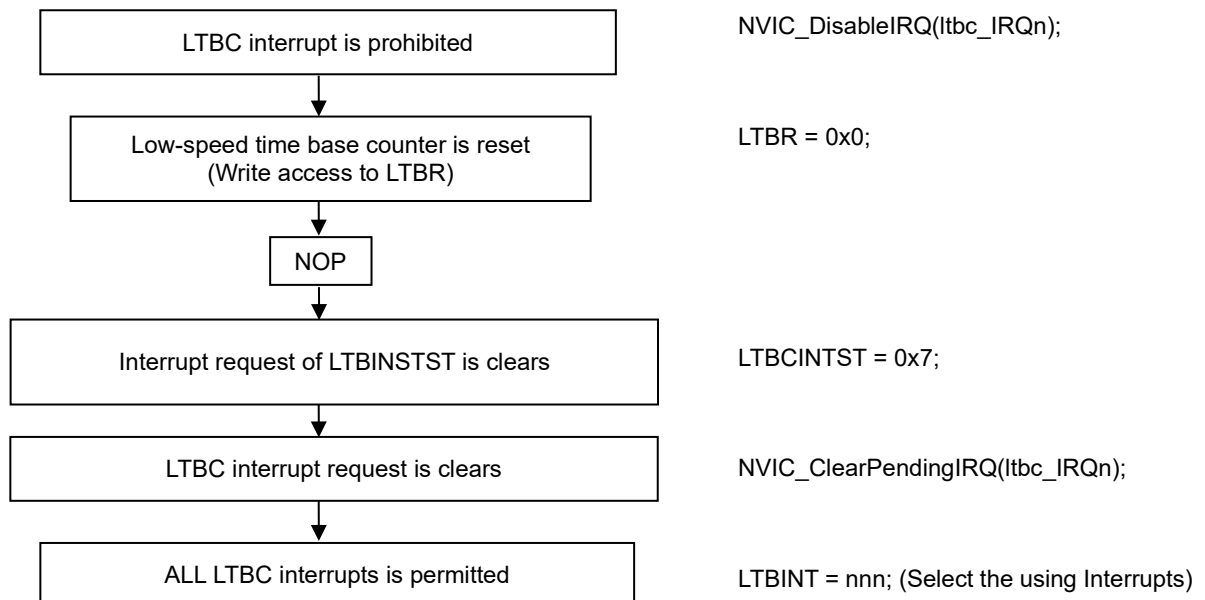 LTBC interrupt is prohibited
NVIC_DisableIRQ(ltbc_IRQn);
Low-speed time base counter is reset
(Write access to LTBR)
LTBR = 0x0;
NOP
Interrupt request of LTBINSTST is clears
LTBCINTST = 0x7;
LTBC interrupt request is clears
NVIC_ClearPendingIRQ(ltbc_IRQn);
ALL LTBC interrupts is permitted
LTBINT = nnn; (Select the using Interrupts)